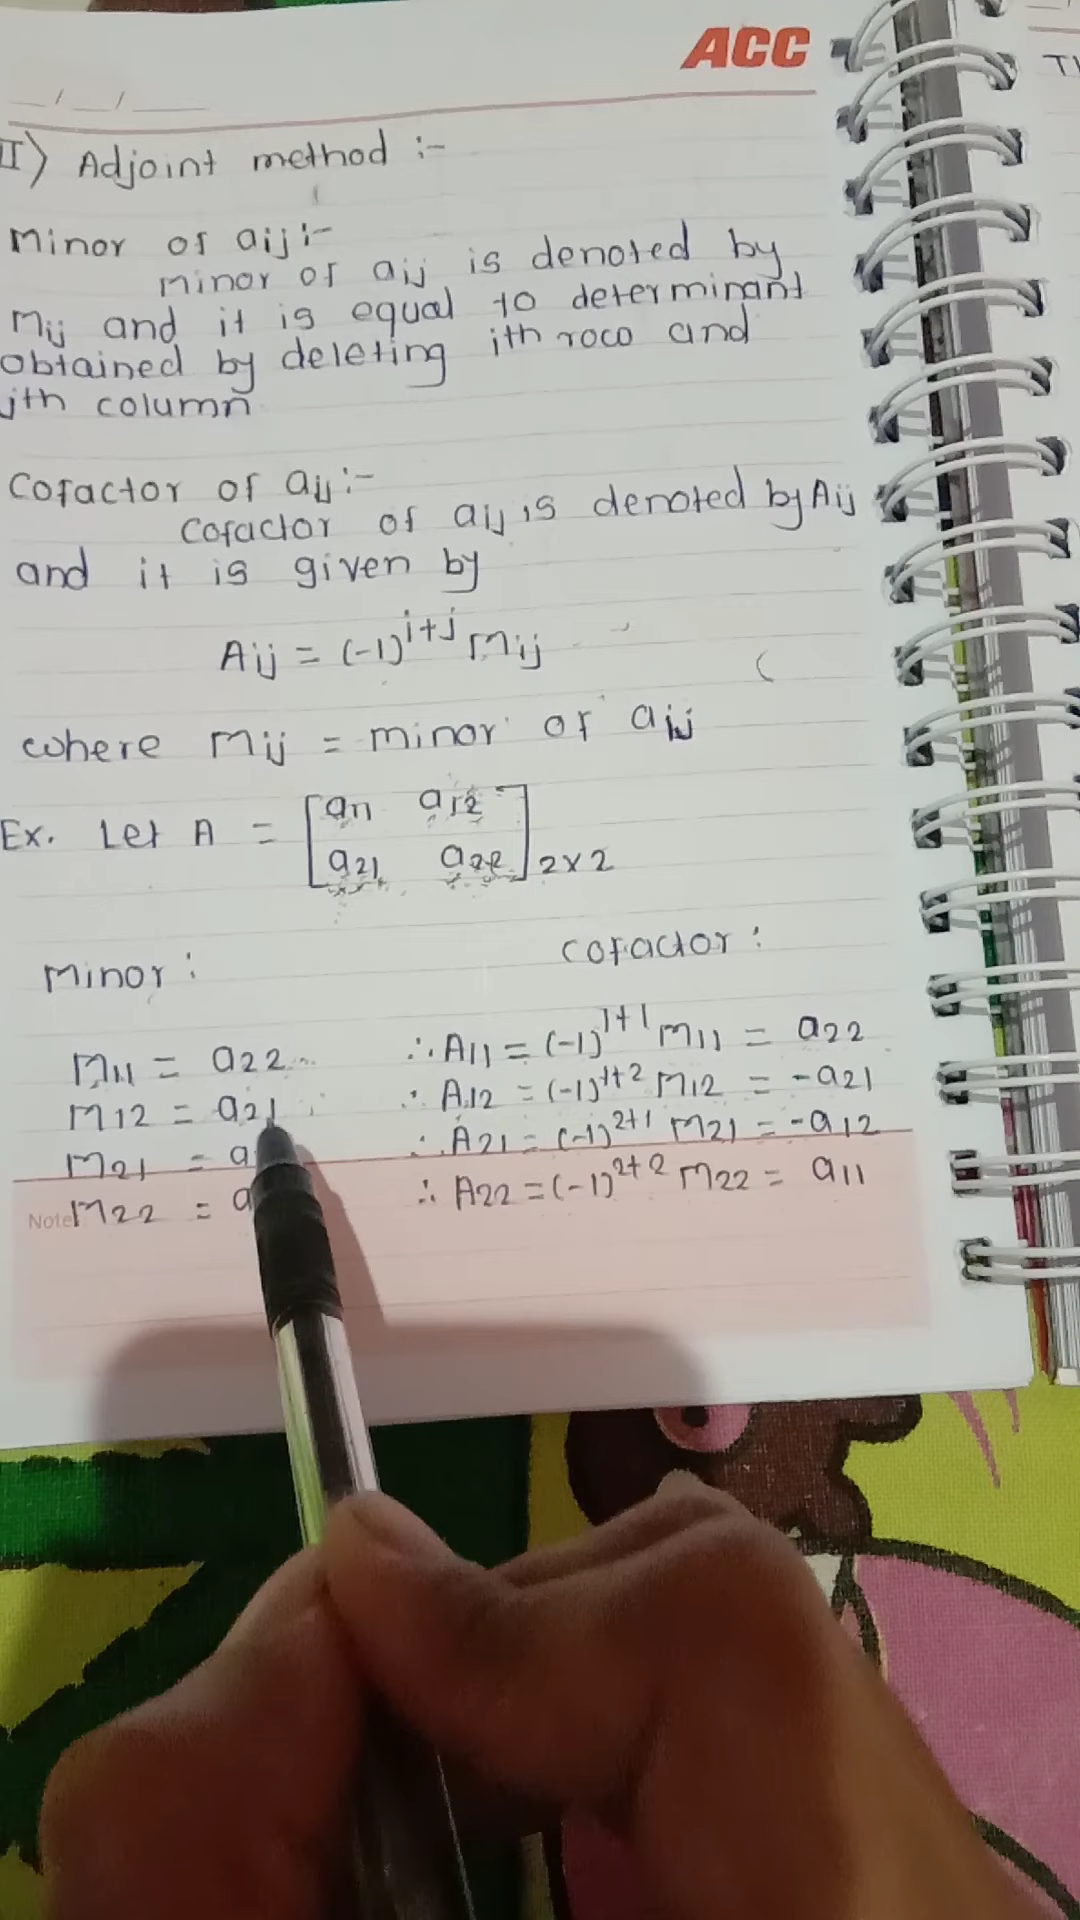 ACC
II) Adjoint method :-
Minor of aij :-
Minor of aij is denoted by
Mij and it is equal to determinant
obtained by deleting ith row and
jth column
Cofactor of aij :-
Cofactor of aij is denoted by Aij
and it is given by
Aij = (-1)^{i+j} Mij
where Mij = minor of aij
Ex. Let A = [a11 a12
a21 a22] 2x2
Minor :
Cofactor :
M11 = a22 ∴ A11 = (-1)^{1+1} M11 = a22
M12 = a21 ∴ A12 = (-1)^{1+2} M12 = -a21
M21 = a ∴ A21 = (-1)^{2+1} M21 = -a12
M22 = a ∴ A22 = (-1)^{2+2} M22 = a11
Note